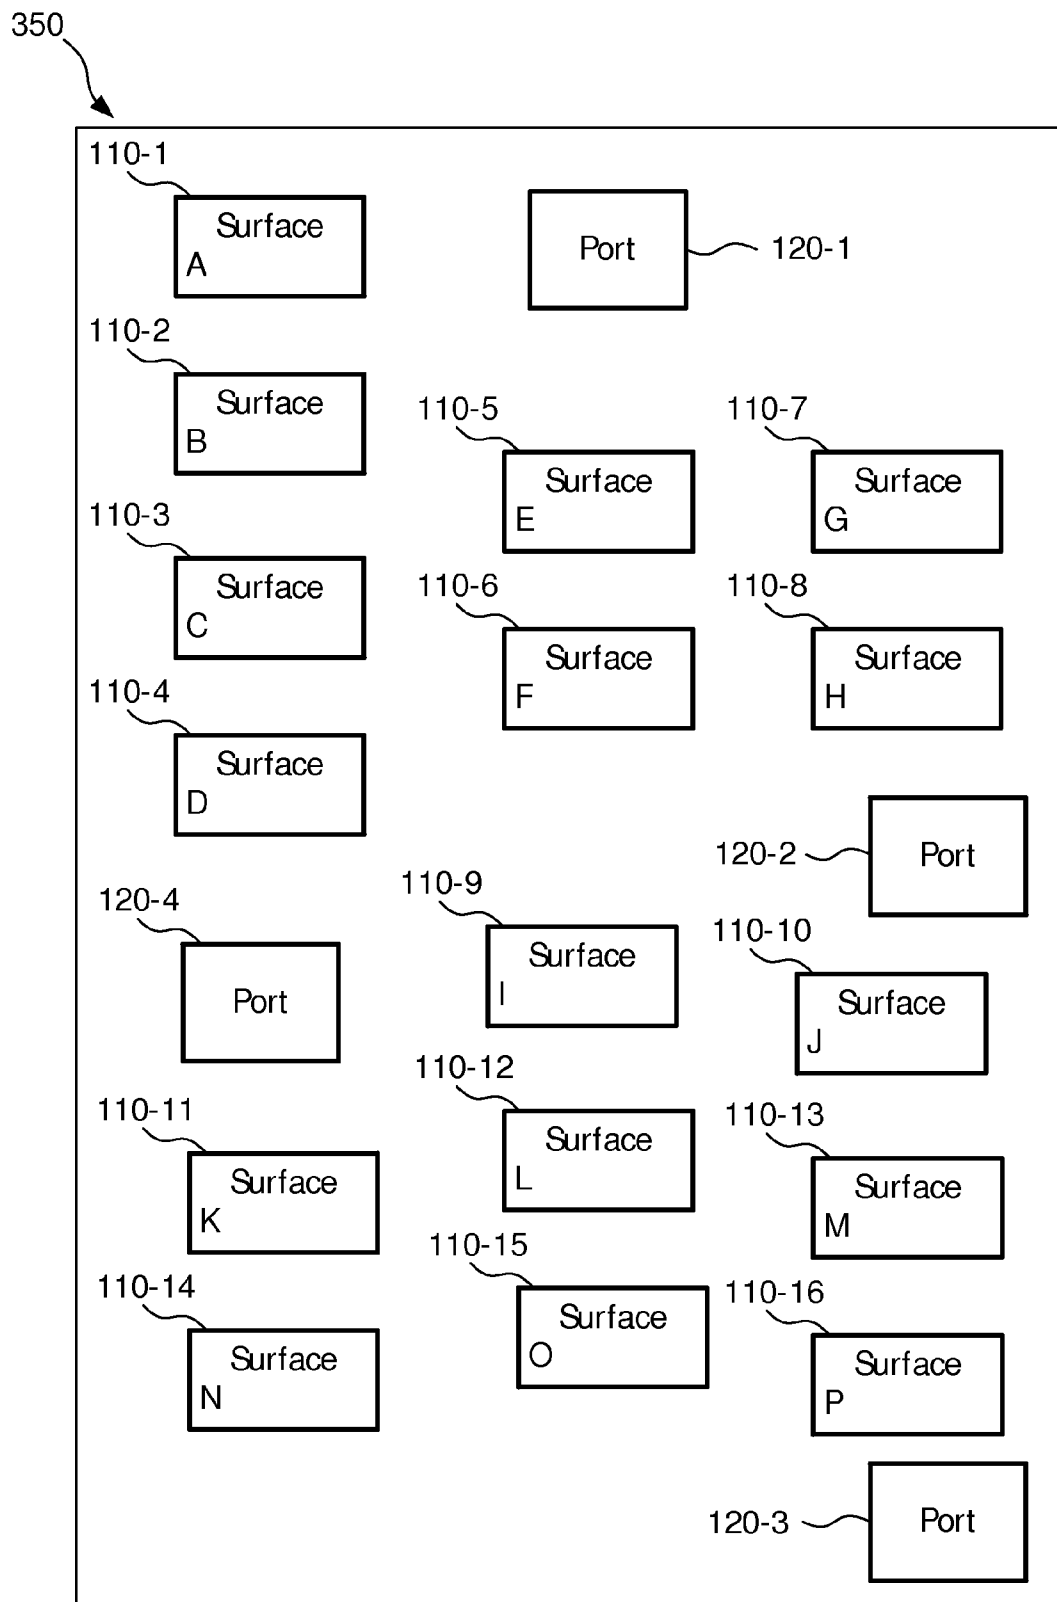 350
110-1
Surface
A
Port
120-1
110-2
Surface
B
110-5
Surface
E
110-7
Surface
G
110-3
Surface
C
110-6
Surface
F
110-8
Surface
H
110-4
Surface
D
120-2
Port
120-4
Port
110-9
Surface
I
110-10
Surface
J
110-11
Surface
K
110-12
Surface
L
110-13
Surface
M
110-14
Surface
N
110-15
Surface
O
110-16
Surface
P
120-3
Port